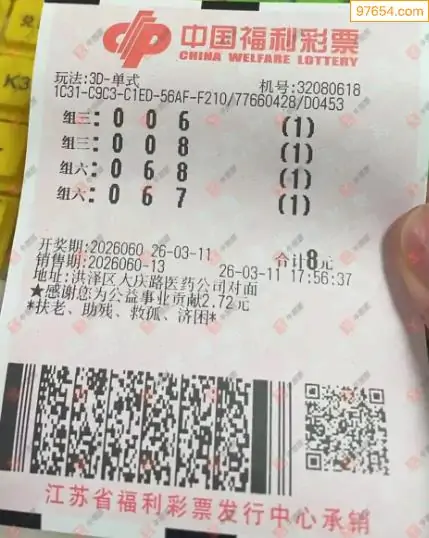 97654.com
中国福利彩票
CHINA WELFARE LOTTERY
玩法:3D-单式 机号:32080618
1C31-C9C3-C1ED-56AF-F210/77660428/D0453
组三: 0 0 6 (1)
组三: 0 0 8 (1)
组六: 0 6 8 (1)
组六: 0 6 7 (1)
开奖期:2026060 26-03-11 合计8元
销售期:2026060-13 26-03-11 17:56:37
地址:洪泽区大庆路医药公司对面
★感谢您为公益事业贡献2.72元
*扶老、助残、救孤、济困*
江苏省福利彩票发行中心承销